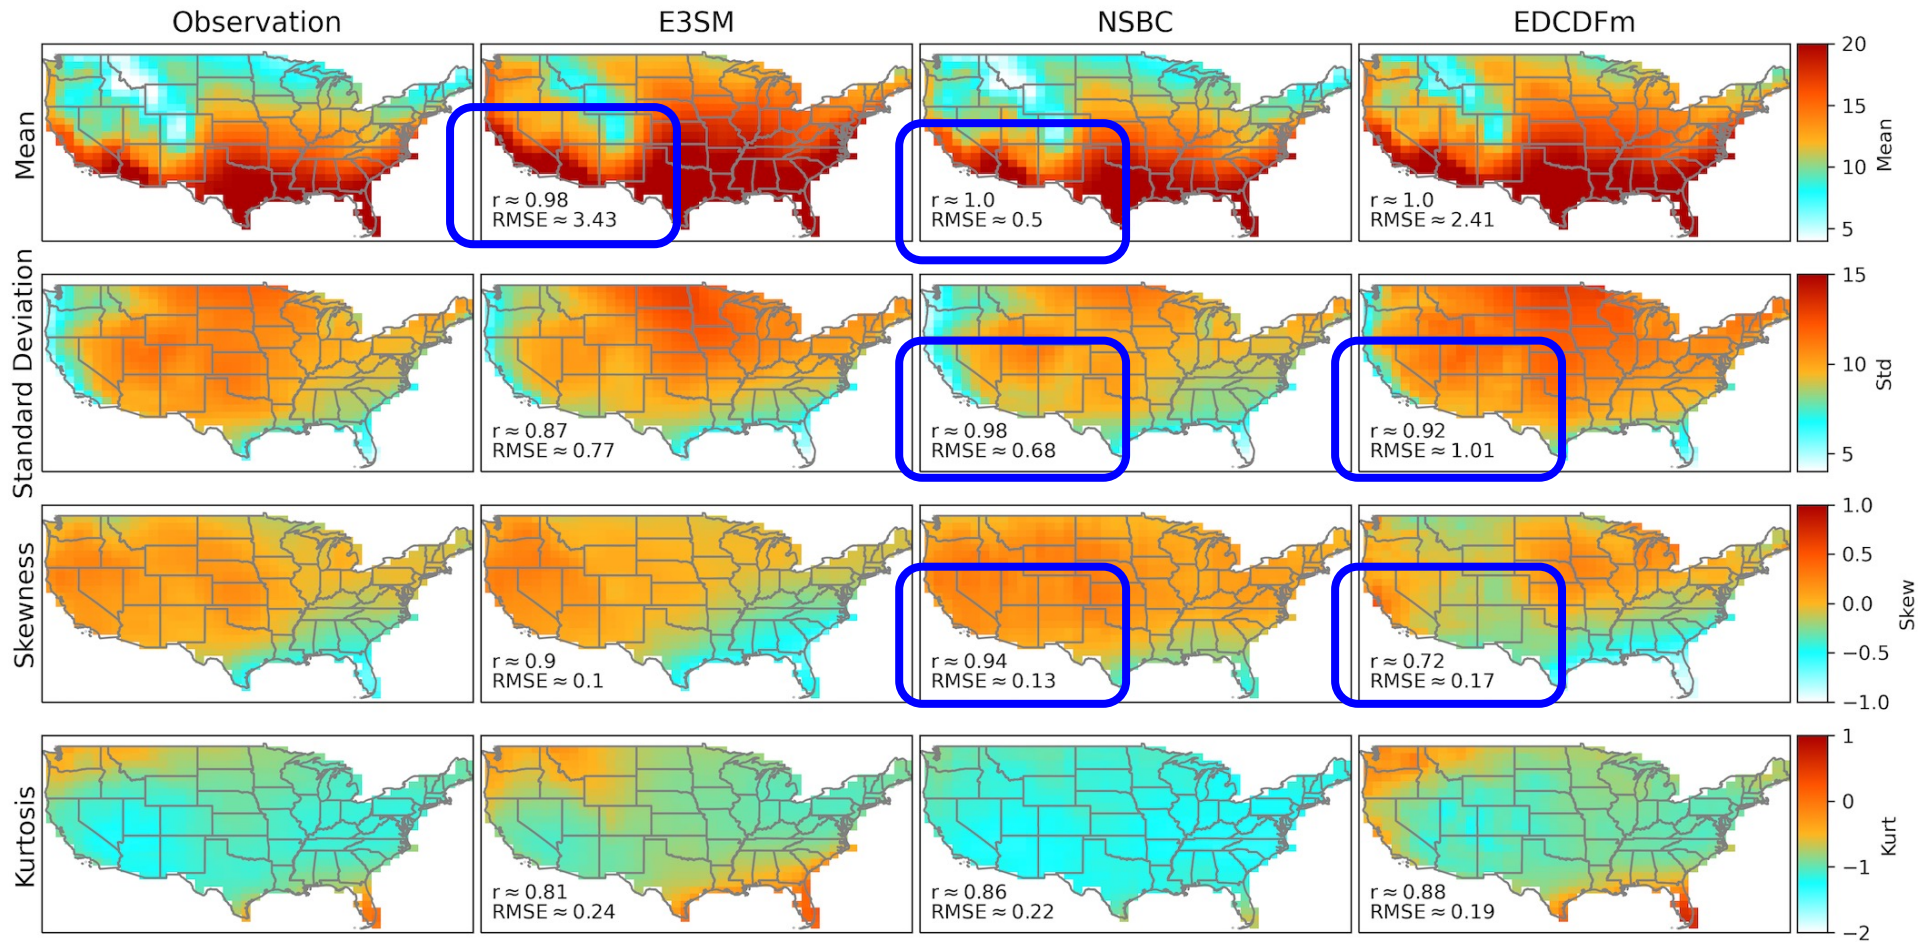 Observation E3SM NSBC EDCDFm
Mean
r ≈ 0.98
RMSE ≈ 3.43
r ≈ 1.0
RMSE ≈ 0.5
r ≈ 1.0
RMSE ≈ 2.41
20
15
10
5
Mean
Standard Deviation
r ≈ 0.87
RMSE ≈ 0.77
r ≈ 0.98
RMSE ≈ 0.68
r ≈ 0.92
RMSE ≈ 1.01
15
10
5
Std
Skewness
r ≈ 0.9
RMSE ≈ 0.1
r ≈ 0.94
RMSE ≈ 0.13
r ≈ 0.72
RMSE ≈ 0.17
1.0
0.5
0.0
−0.5
−1.0
Skew
Kurtosis
r ≈ 0.81
RMSE ≈ 0.24
r ≈ 0.86
RMSE ≈ 0.22
r ≈ 0.88
RMSE ≈ 0.19
1
0
−1
−2
Kurt